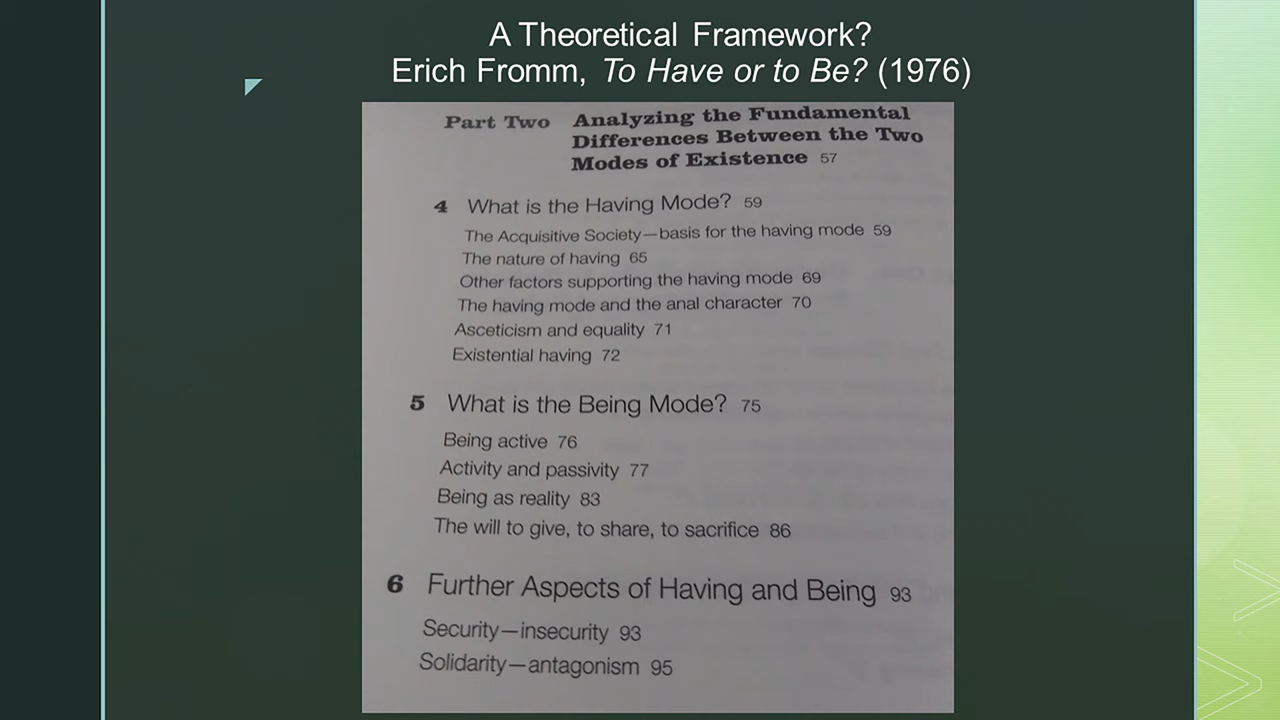 A Theoretical Framework?
Erich Fromm, To Have or to Be? (1976)
Part Two Analyzing the Fundamental
Differences Between the Two
Modes of Existence 57
4 What is the Having Mode? 59
The Acquisitive Society—basis for the having mode 59
The nature of having 65
Other factors supporting the having mode 69
The having mode and the anal character 70
Asceticism and equality 71
Existential having 72
5 What is the Being Mode? 75
Being active 76
Activity and passivity 77
Being as reality 83
The will to give, to share, to sacrifice 86
6 Further Aspects of Having and Being 93
Security—insecurity 93
Solidarity—antagonism 95